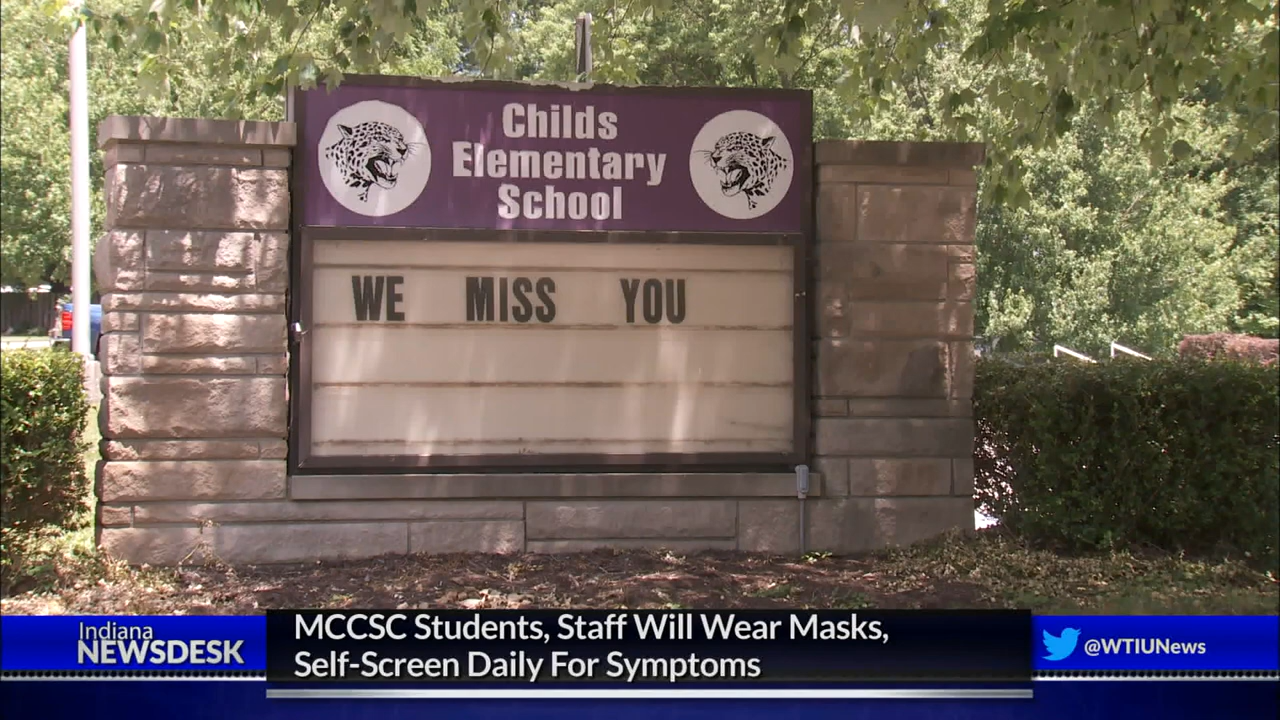 Childs
Elementary
School
WE MISS YOU
Indiana
NEWSDESK
MCCSC Students, Staff Will Wear Masks,
Self-Screen Daily For Symptoms
@WTIUNews